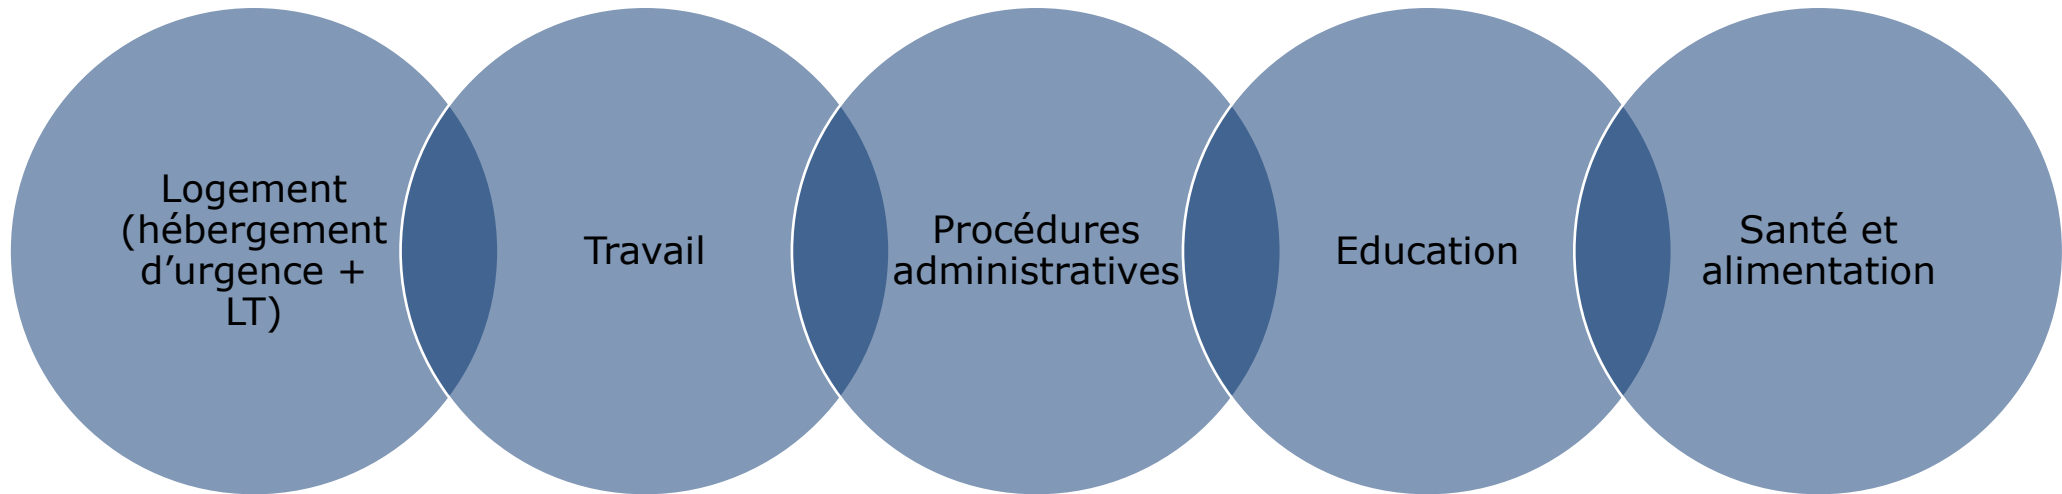 Logement
(hébergement
d’urgence +
LT)
Travail
Procédures
administratives
Education
Santé et
alimentation